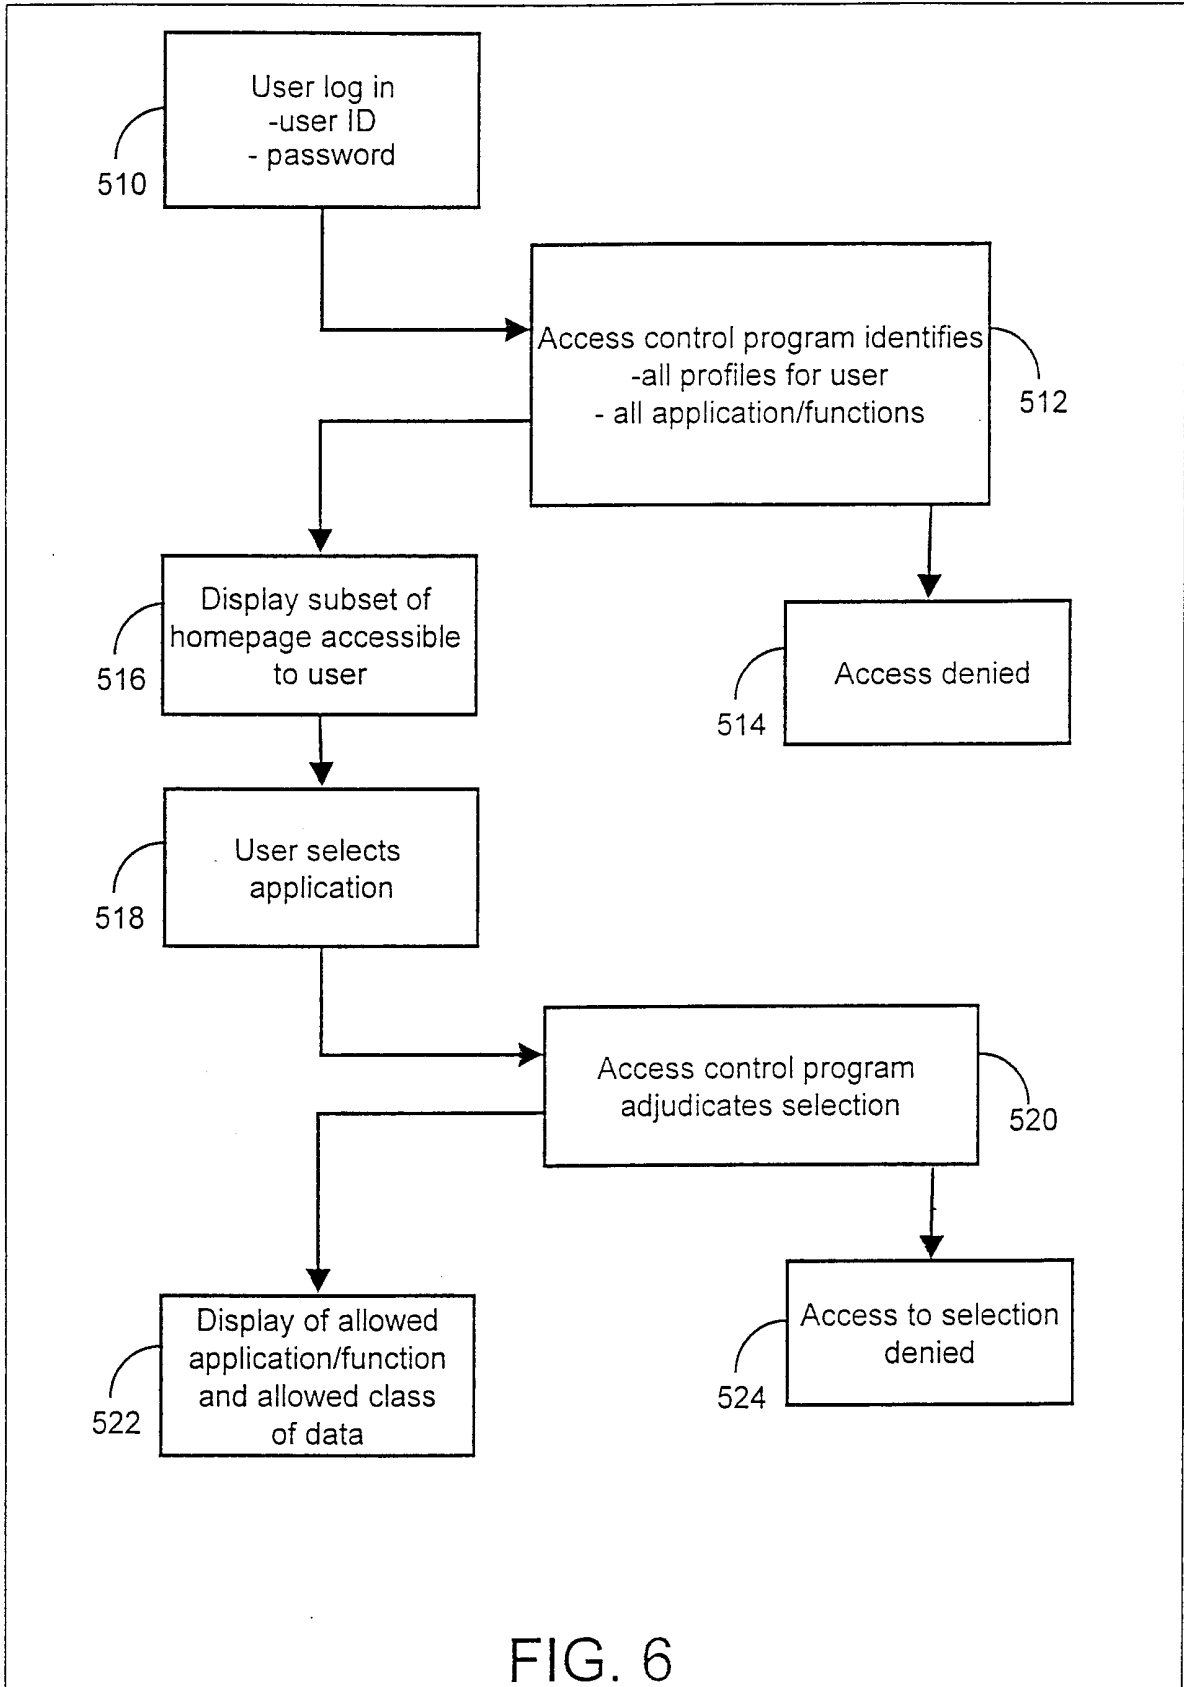 User log in
-user ID
- password
510
Access control program identifies
-all profiles for user
- all application/functions
512
Display subset of
homepage accessible
to user
516
Access denied
514
User selects
application
518
Access control program
adjudicates selection
520
Display of allowed
application/function
and allowed class
of data
522
Access to selection
denied
524
FIG. 6